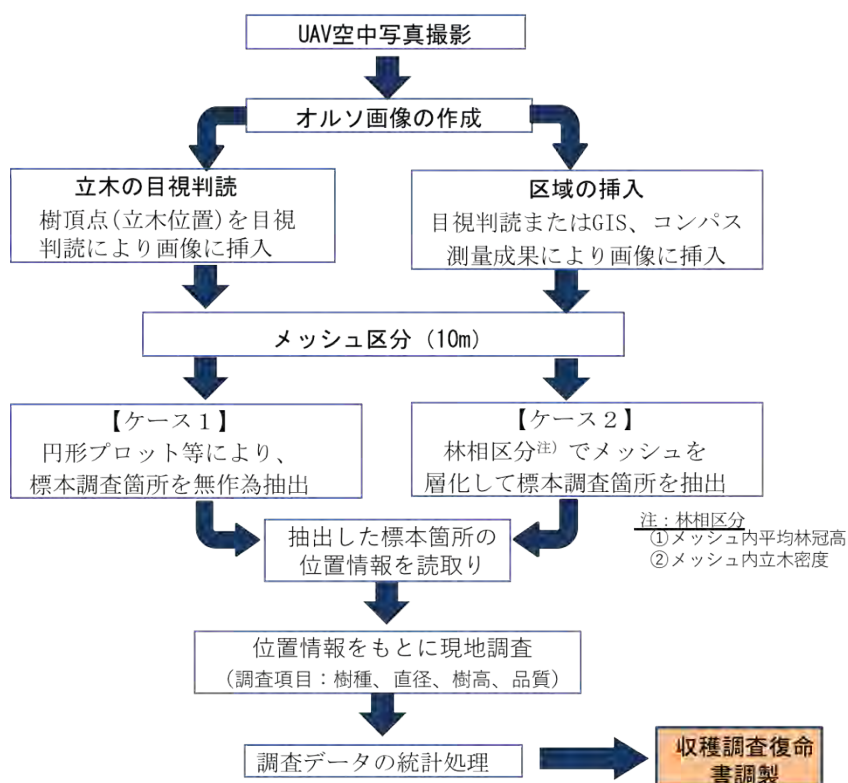 UAV空中写真撮影
オルソ画像の作成
立木の目視判読
樹頂点(立木位置)を目視
判読により画像に挿入
区域の挿入
目視判読またはGIS、コンパス
測量成果により画像に挿入
メッシュ区分（10m）
【ケース１】
円形プロット等により、
標本調査箇所を無作為抽出
【ケース２】
林相区分注）でメッシュを
層化して標本調査箇所を抽出
注：林相区分
①メッシュ内平均林冠高
②メッシュ内立木密度
抽出した標本箇所の
位置情報を読取り
位置情報をもとに現地調査
（調査項目：樹種、直径、樹高、品質）
調査データの統計処理
収穫調査復命
書調製